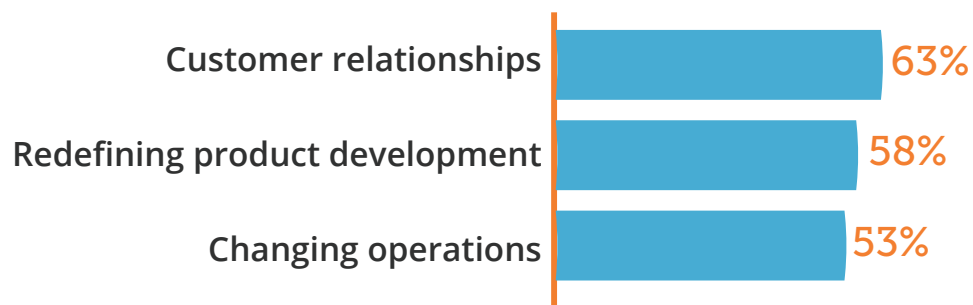 Customer relationships 63%
Redefining product development 58%
Changing operations 53%